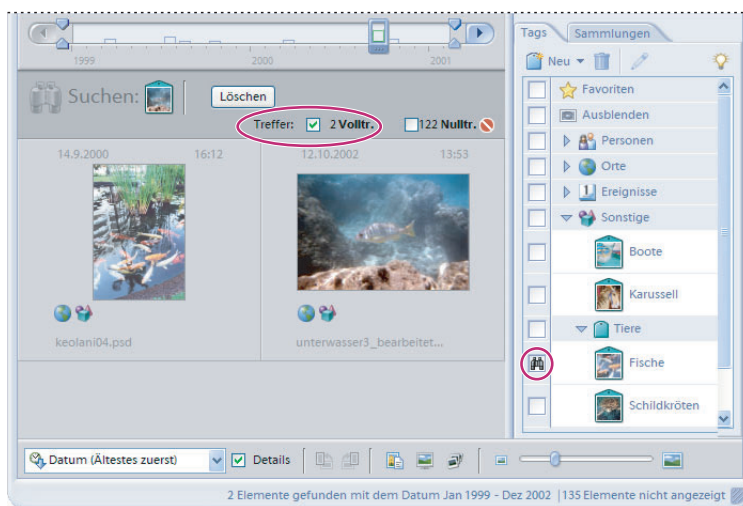 1999 2000 2001
Suchen: Löschen
Treffer: 2 Volltr. 122 Nulltr.
14.9.2000 16:12
12.10.2002 13:53
keolani04.psd
unterwasser3_bearbeitet...
Tags Sammlungen
Neu
Favoriten
Ausblenden
Personen
Orte
1 Ereignisse
Sonstige
Boote
Karussell
Tiere
Fische
Schildkröten
Datum (Ältestes zuerst) Details
2 Elemente gefunden mit dem Datum Jan 1999 - Dez 2002 | 135 Elemente nicht angezeigt